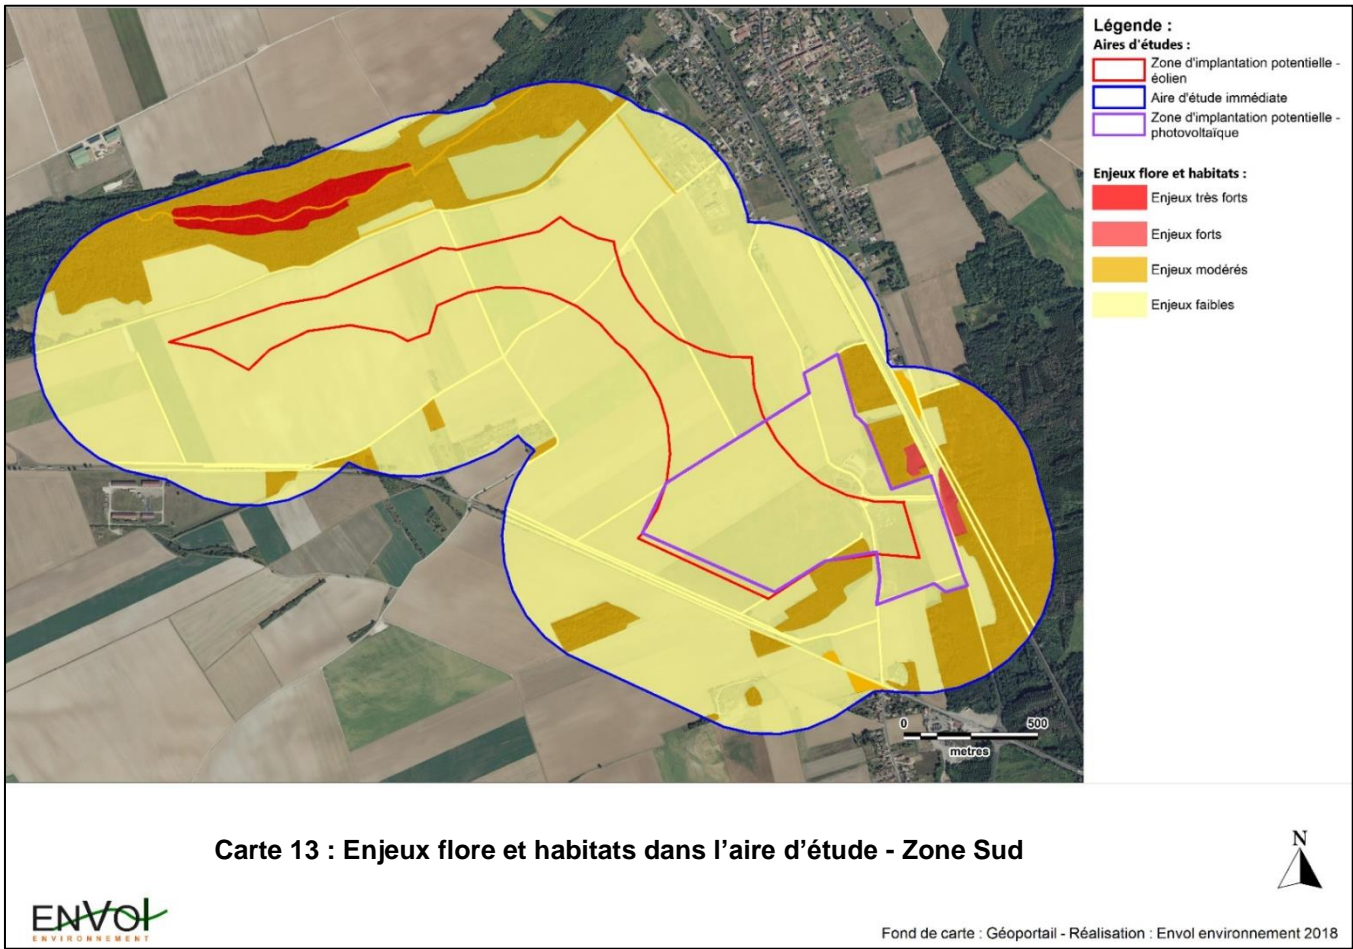 Légende :
Aires d'études :
Zone d'implantation potentielle -
éolien
Aire d'étude immédiate
Zone d'implantation potentielle -
photovoltaïque
Enjeux flore et habitats :
Enjeux très forts
Enjeux forts
Enjeux modérés
Enjeux faibles
0 500
metres
Carte 13 : Enjeux flore et habitats dans l’aire d’étude - Zone Sud
N
ENVOl
ENVIRONNEMENT
Fond de carte : Géoportail - Réalisation : Envol environnement 2018